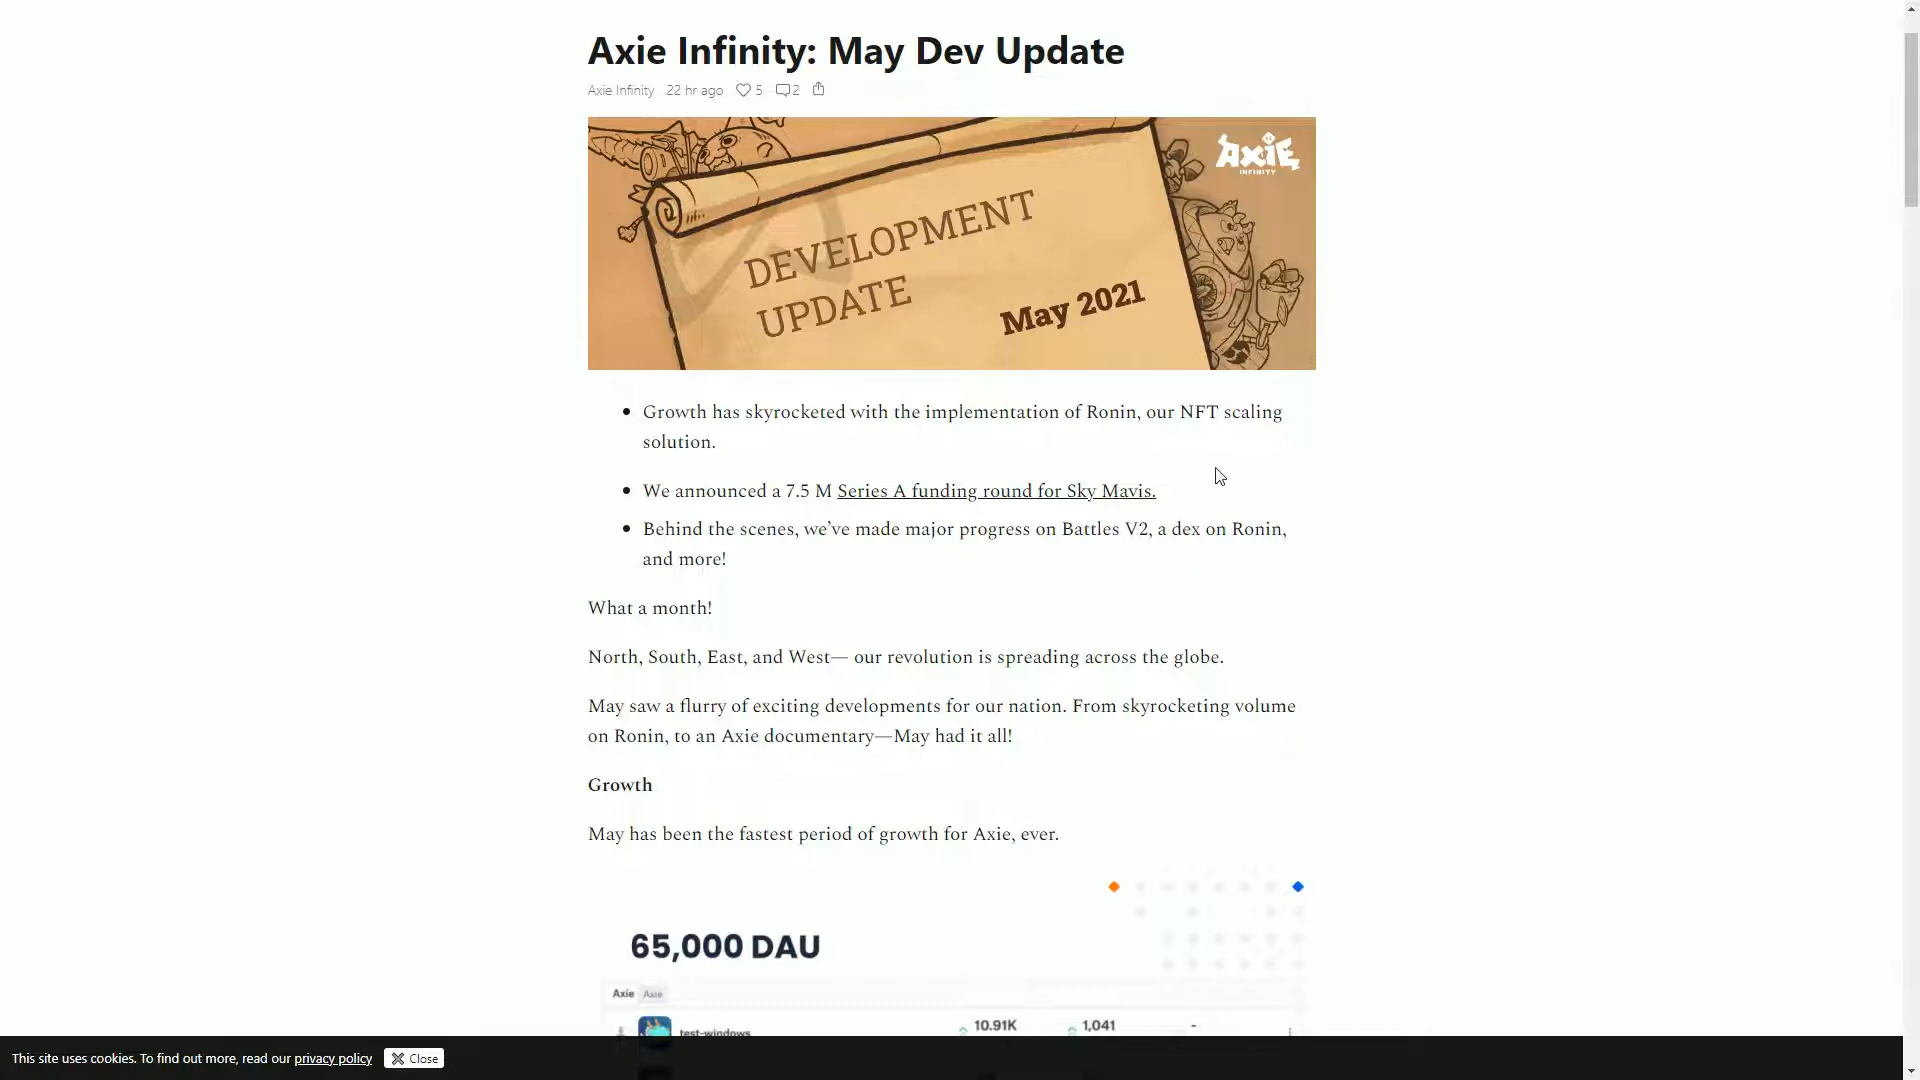 Axie Infinity: May Dev Update
Axie Infinity 22 hr ago 5 2
AXIE
INFINITY
DEVELOPMENT
UPDATE
May 2021
• Growth has skyrocketed with the implementation of Ronin, our NFT scaling
solution.
• We announced a 7.5 M Series A funding round for Sky Mavis.
• Behind the scenes, we’ve made major progress on Battles V2, a dex on Ronin,
and more!
What a month!
North, South, East, and West— our revolution is spreading across the globe.
May saw a flurry of exciting developments for our nation. From skyrocketing volume
on Ronin, to an Axie documentary—May had it all!
Growth
May has been the fastest period of growth for Axie, ever.
65,000 DAU
Axie Axie
test-windows 10.91K 1,041 -
This site uses cookies. To find out more, read our privacy policy Close